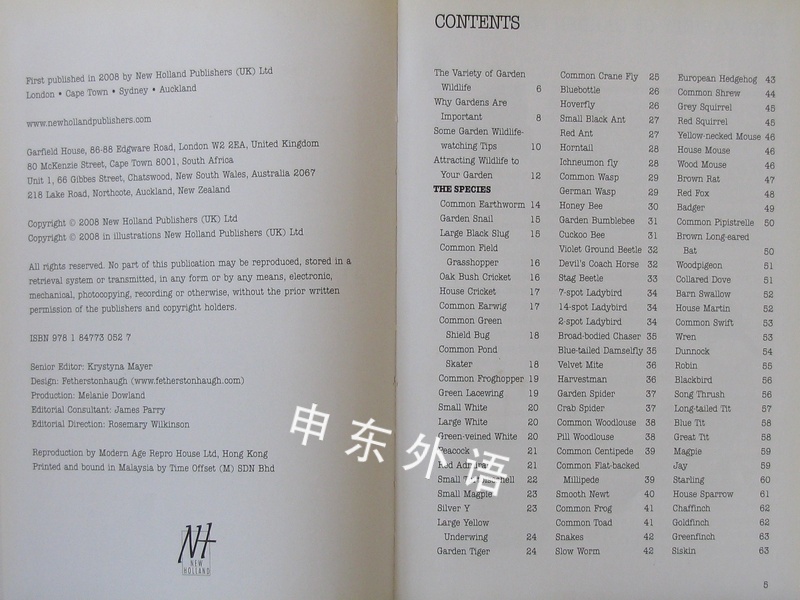 First published in 2008 by New Holland Publishers (UK) Ltd
London • Cape Town • Sydney • Auckland
www.newhollandpublishers.com
Garfield House, 86-88 Edgware Road, London W2 2EA, United Kingdom
80 McKenzie Street, Cape Town 8001, South Africa
Unit 1, 66 Gibbes Street, Chatswood, New South Wales, Australia 2067
218 Lake Road, Northcote, Auckland, New Zealand
Copyright © 2008 New Holland Publishers (UK) Ltd
Copyright © 2008 in illustrations New Holland Publishers (UK) Ltd
All rights reserved. No part of this publication may be reproduced, stored in a
retrieval system or transmitted, in any form or by any means, electronic,
mechanical, photocopying, recording or otherwise, without the prior written
permission of the publishers and copyright holders.
ISBN 978 1 84773 052 7
Senior Editor: Krystyna Mayer
Design: Fetherstonhaugh (www.fetherstonhaugh.com)
Production: Melanie Dowland
Editorial Consultant: James Parry
Editorial Direction: Rosemary Wilkinson
Reproduction by Modern Age Repro House Ltd, Hong Kong
Printed and bound in Malaysia by Time Offset (M) SDN Bhd
NH
NEW
HOLLAND
CONTENTS
The Variety of Garden
Wildlife 6
Why Gardens Are
Important 8
Some Garden Wildlife-
watching Tips 10
Attracting Wildlife to
Your Garden 12
THE SPECIES
Common Earthworm 14
Garden Snail 15
Large Black Slug 15
Common Field
Grasshopper 16
Oak Bush Cricket 16
House Cricket 17
Common Earwig 17
Common Green
Shield Bug 18
Common Pond
Skater 18
Common Froghopper 19
Green Lacewing 19
Small White 20
Large White 20
Green-veined White 20
Peacock 21
Red Admiral 21
Small Tortoiseshell 22
Small Magpie 23
Silver Y 23
Large Yellow
Underwing 24
Garden Tiger 24
Common Crane Fly 25
Bluebottle 26
Hoverfly 26
Small Black Ant 27
Red Ant 27
Horntail 28
Ichneumon fly 28
Common Wasp 29
German Wasp 29
Honey Bee 30
Garden Bumblebee 31
Cuckoo Bee 31
Violet Ground Beetle 32
Devil's Coach Horse 32
Stag Beetle 33
7-spot Ladybird 34
14-spot Ladybird 34
2-spot Ladybird 34
Broad-bodied Chaser 35
Blue-tailed Damselfly 35
Velvet Mite 36
Harvestman 36
Garden Spider 37
Crab Spider 37
Common Woodlouse 38
Pill Woodlouse 38
Common Centipede 39
Common Flat-backed
Millipede 39
Smooth Newt 40
Common Frog 41
Common Toad 41
Snakes 42
Slow Worm 42
European Hedgehog 43
Common Shrew 44
Grey Squirrel 45
Red Squirrel 45
Yellow-necked Mouse 46
House Mouse 46
Wood Mouse 46
Brown Rat 47
Red Fox 48
Badger 49
Common Pipistrelle 50
Brown Long-eared
Bat 50
Woodpigeon 51
Collared Dove 51
Barn Swallow 52
House Martin 52
Common Swift 53
Wren 53
Dunnock 54
Robin 55
Blackbird 56
Song Thrush 56
Long-tailed Tit 57
Blue Tit 58
Great Tit 58
Magpie 59
Jay 59
Starling 60
House Sparrow 61
Chaffinch 62
Goldfinch 62
Greenfinch 63
Siskin 63
5
申东外语